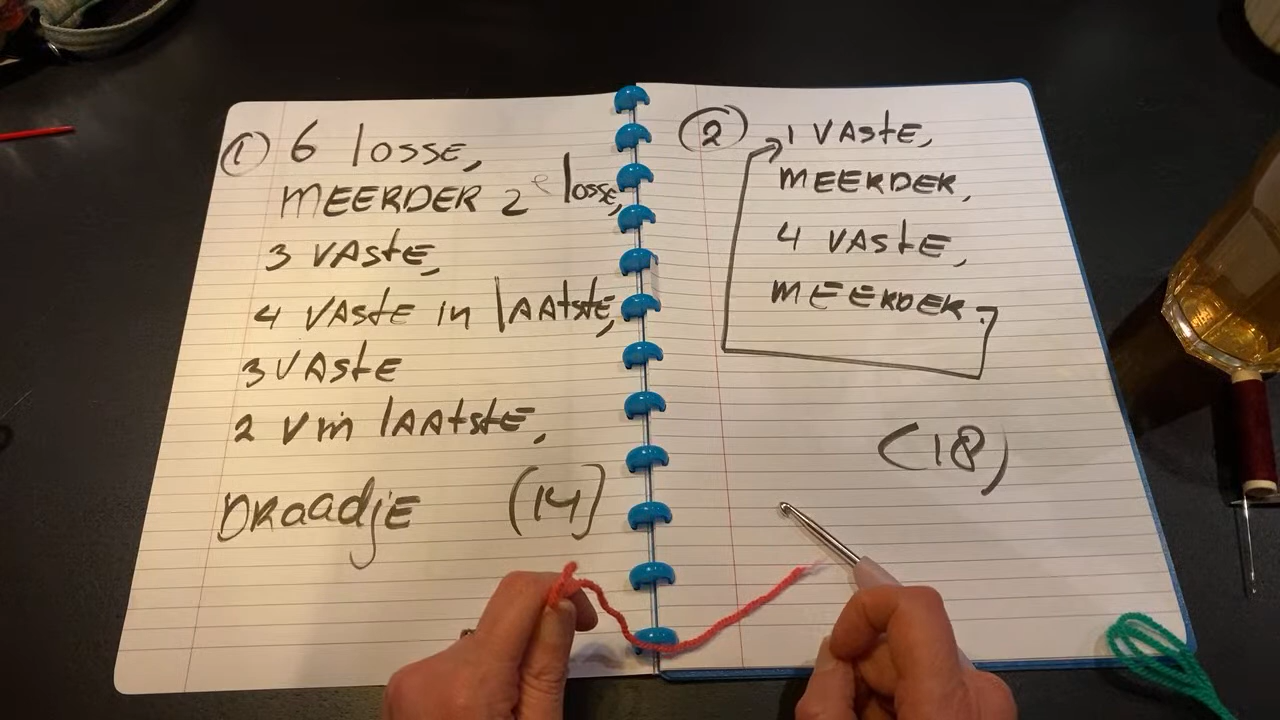 ① 6 losse,
MEERDER 2e losse,
3 VASTE,
4 VASTE in lAAtstE,
3 VASTE
2 V in lAAtstE,
DRaadjE (14)
② 1 VASTE,
MEERDER,
4 VASTE,
MEERDER.
(18)